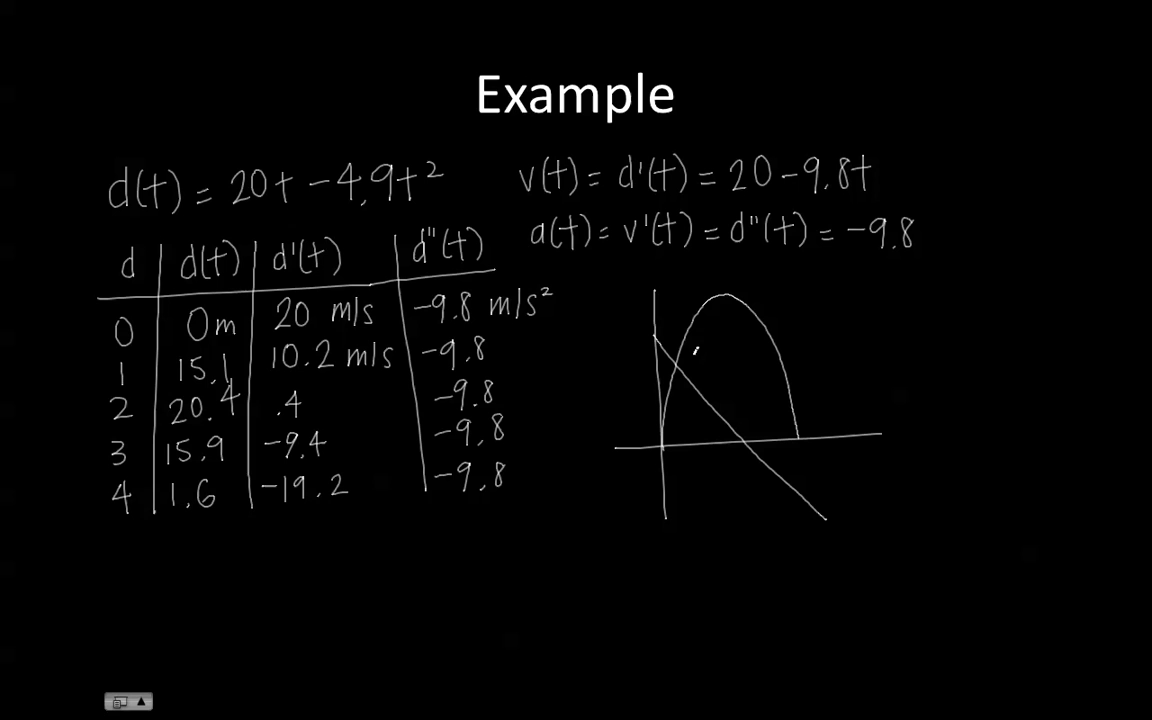 Example
d(t) = 20t - 4.9t²
v(t) = d'(t) = 20 - 9.8t
a(t) = v'(t) = d''(t) = -9.8
d d(t) d'(t) d''(t)
0 0m 20 m/s -9.8 m/s²
1 15.1 10.2 m/s -9.8
2 20.4 .4 -9.8
3 15.9 -9.4 -9.8
4 1.6 -19.2 -9.8